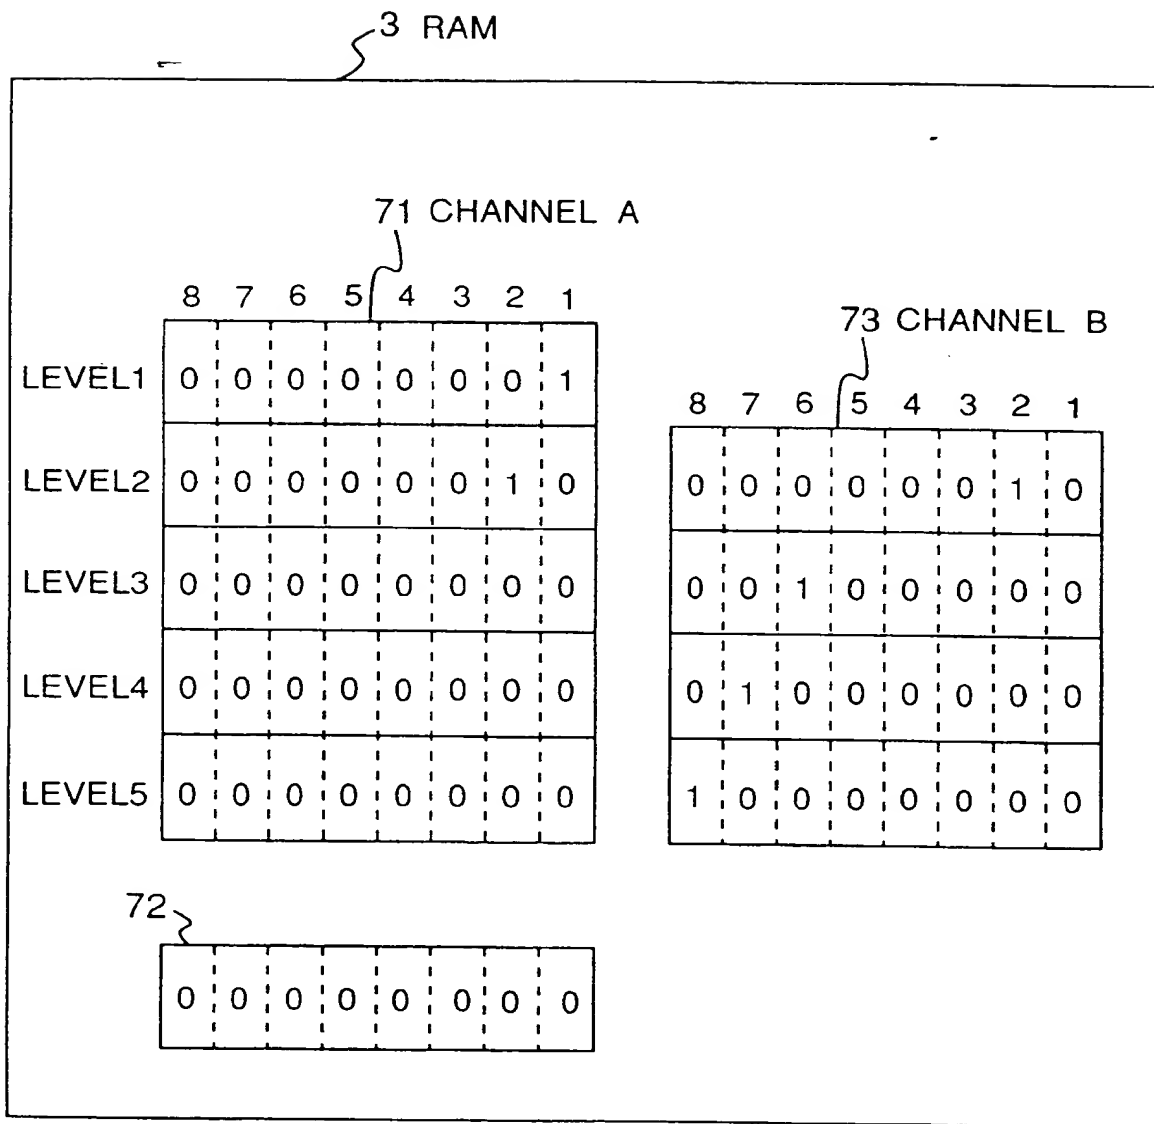 3 RAM
71 CHANNEL A
8 7 6 5 4 3 2 1
LEVEL1 0 0 0 0 0 0 0 1
LEVEL2 0 0 0 0 0 0 1 0
LEVEL3 0 0 0 0 0 0 0 0
LEVEL4 0 0 0 0 0 0 0 0
LEVEL5 0 0 0 0 0 0 0 0
73 CHANNEL B
8 7 6 5 4 3 2 1
0 0 0 0 0 0 1 0
0 0 1 0 0 0 0 0
0 1 0 0 0 0 0 0
1 0 0 0 0 0 0 0
72
0 0 0 0 0 0 0 0